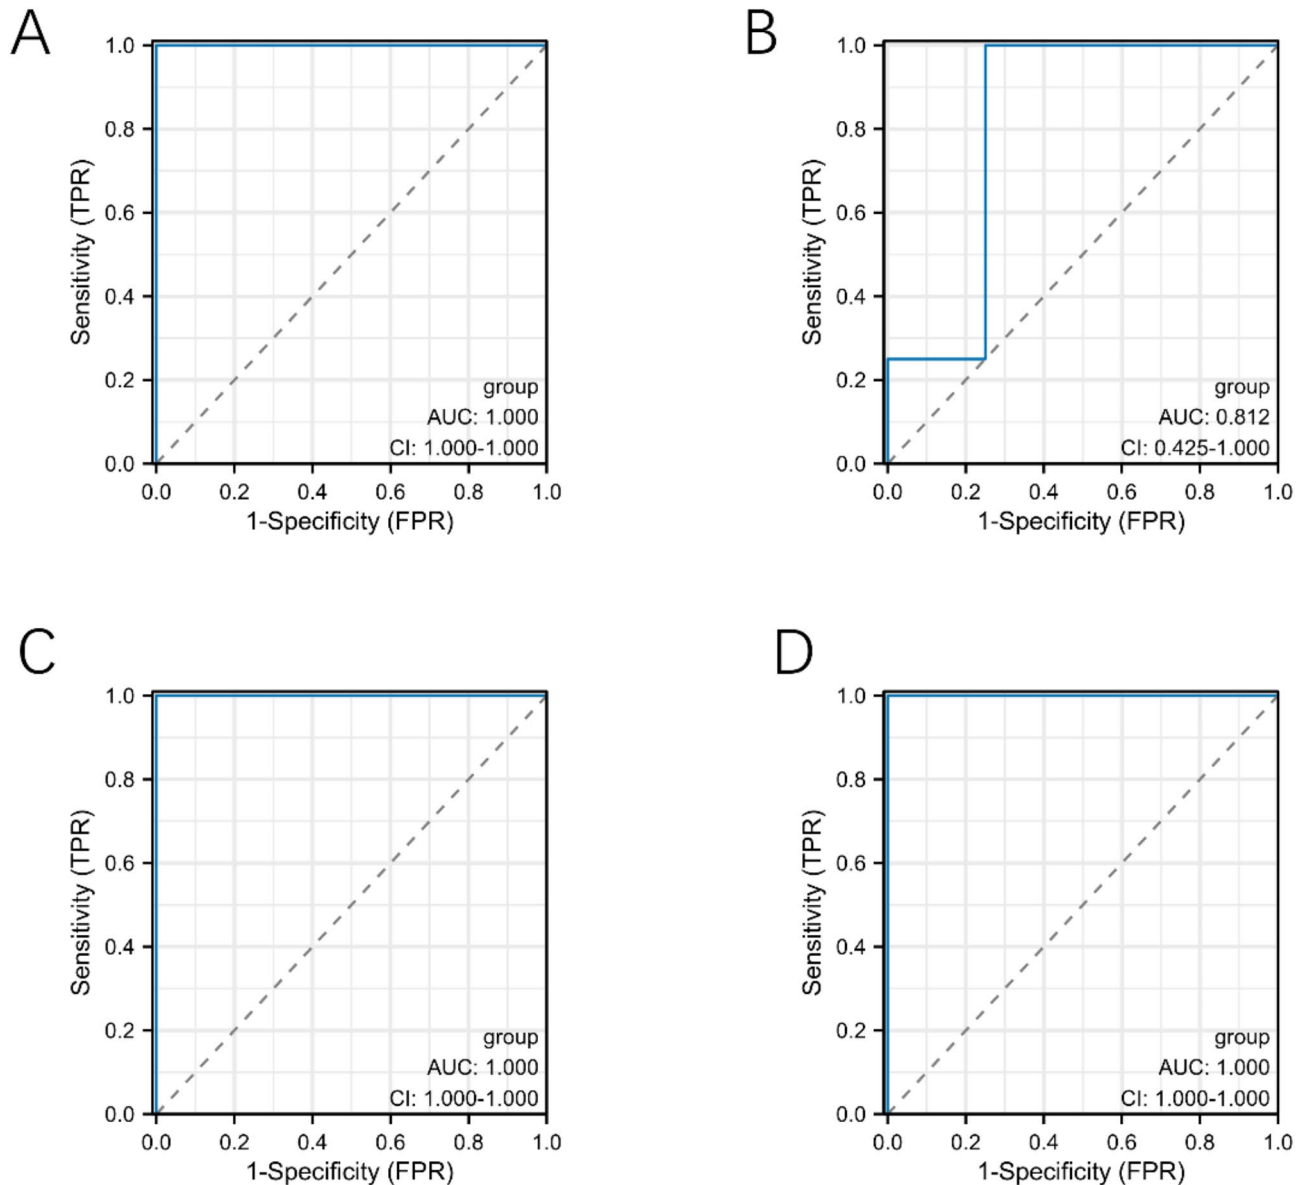 A
Sensitivity (TPR)
1.0
0.8
0.6
0.4
0.2
0.0
group
AUC: 1.000
CI: 1.000-1.000
0.0 0.2 0.4 0.6 0.8 1.0
1-Specificity (FPR)
B
Sensitivity (TPR)
1.0
0.8
0.6
0.4
0.2
0.0
group
AUC: 0.812
CI: 0.425-1.000
0.0 0.2 0.4 0.6 0.8 1.0
1-Specificity (FPR)
C
Sensitivity (TPR)
1.0
0.8
0.6
0.4
0.2
0.0
group
AUC: 1.000
CI: 1.000-1.000
0.0 0.2 0.4 0.6 0.8 1.0
1-Specificity (FPR)
D
Sensitivity (TPR)
1.0
0.8
0.6
0.4
0.2
0.0
group
AUC: 1.000
CI: 1.000-1.000
0.0 0.2 0.4 0.6 0.8 1.0
1-Specificity (FPR)